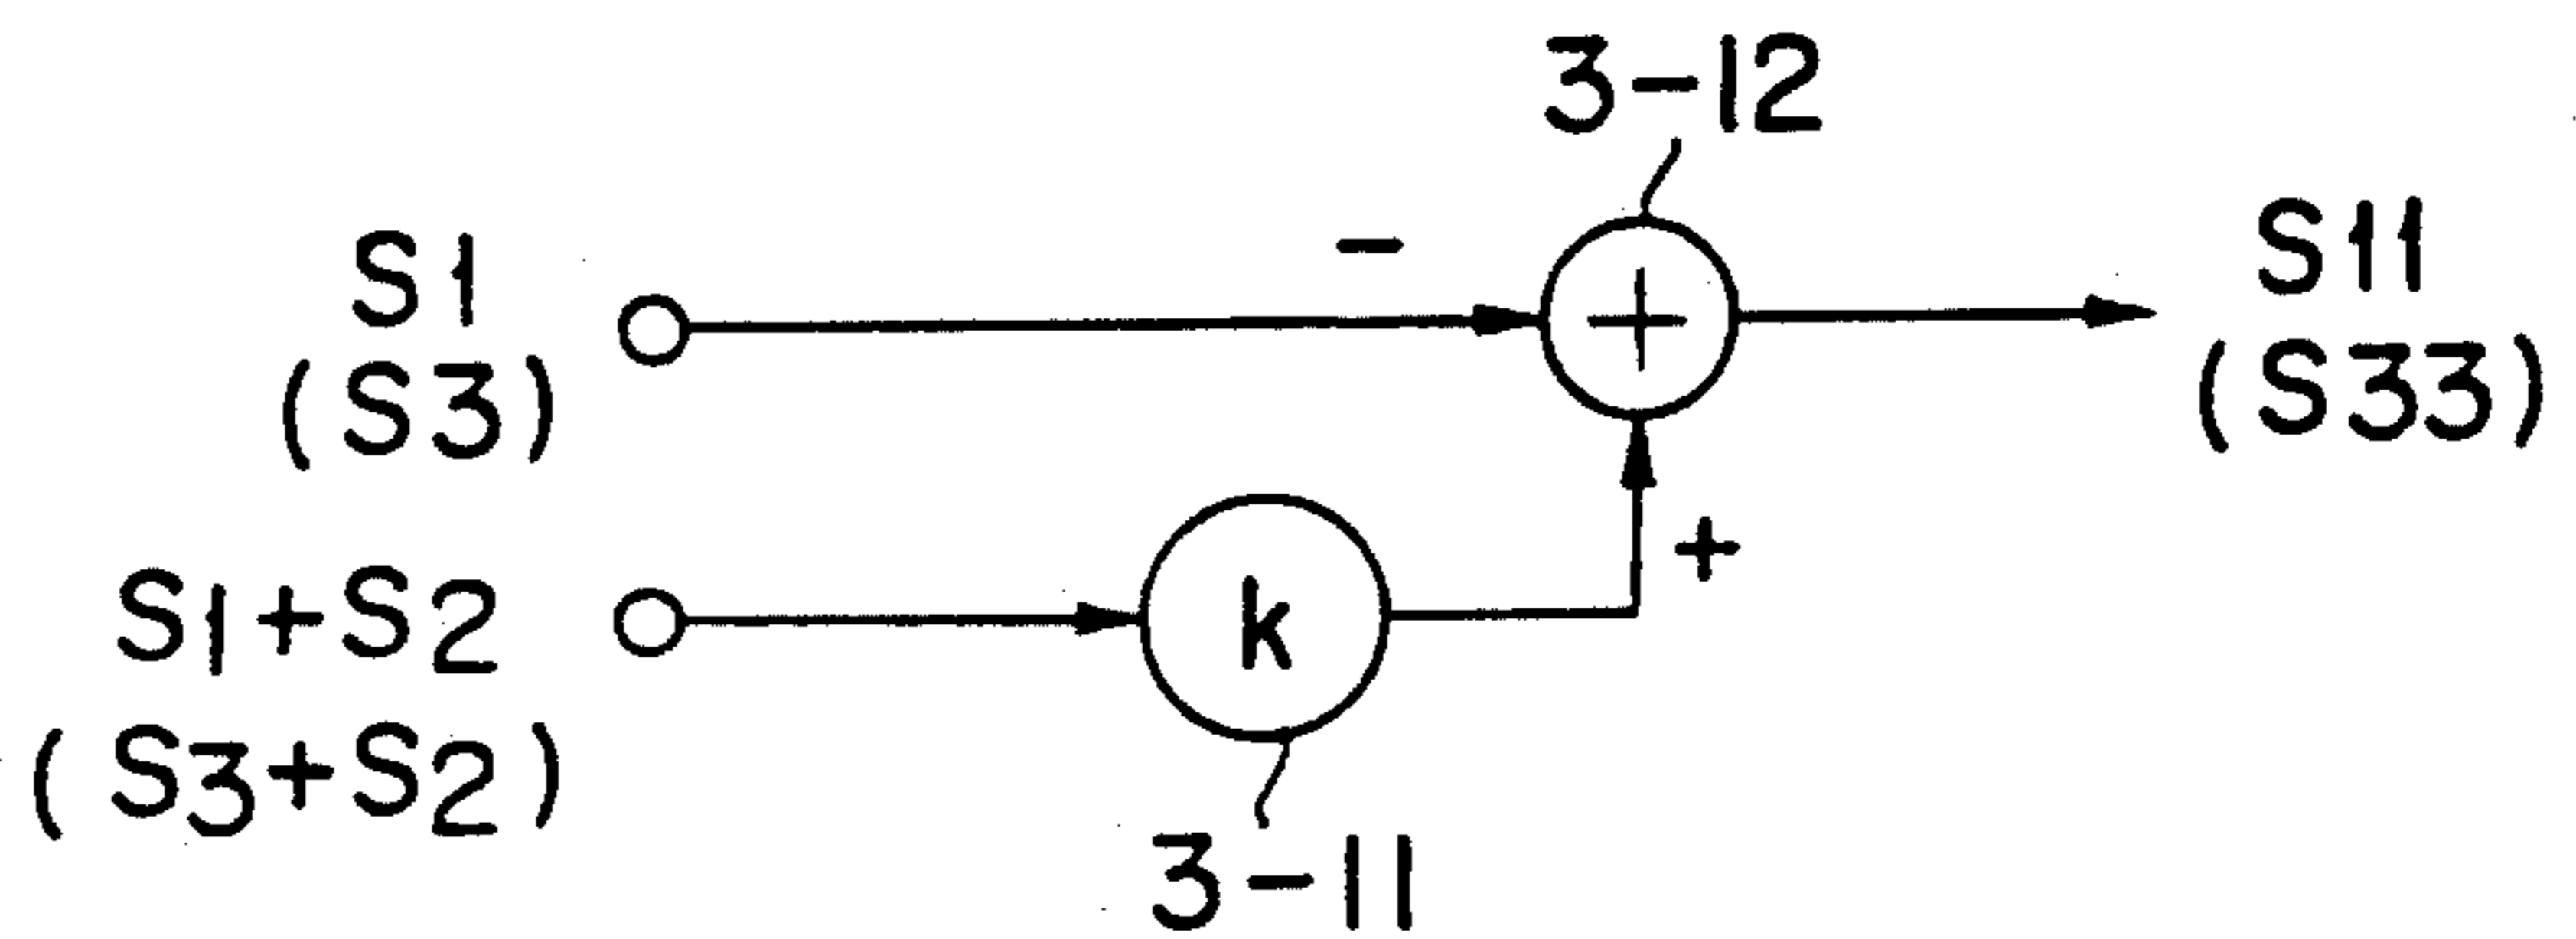 3-12
−
S1
(S3)
+
S11
(S33)
S1+S2
(S3+S2)
k
+
3-11